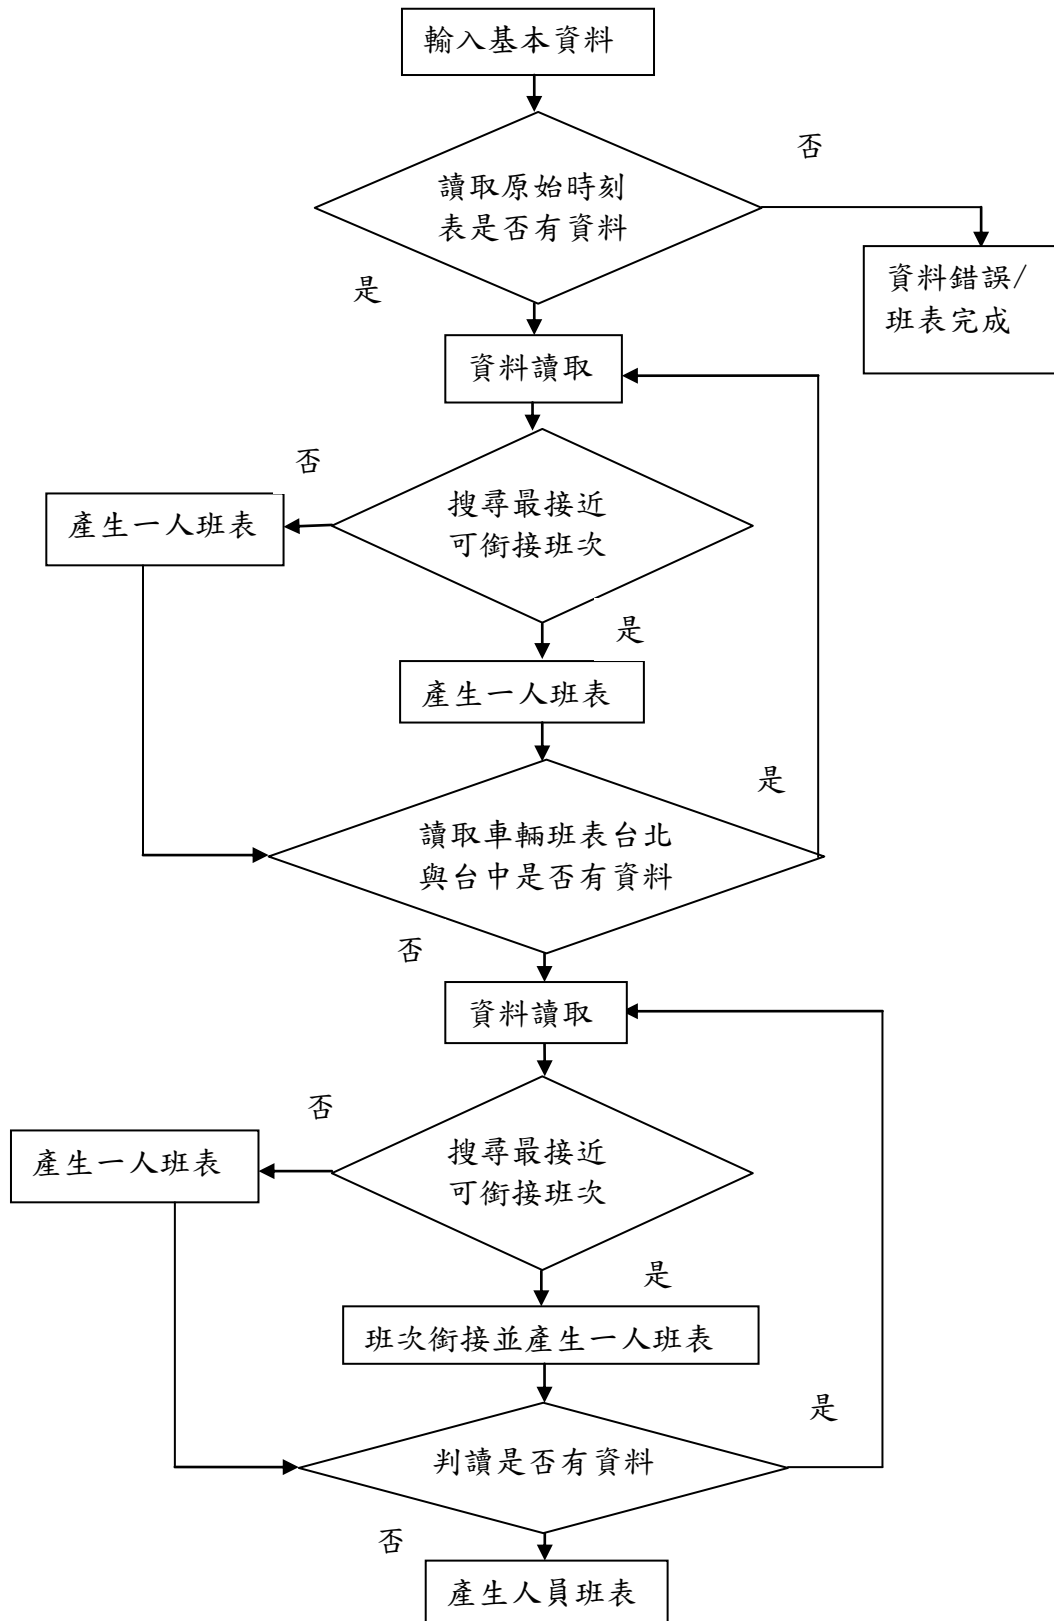 輸入基本資料
否
讀取原始時刻
表是否有資料
是
資料錯誤/
班表完成
資料讀取
否
搜尋最接近
可銜接班次
產生一人班表
是
產生一人班表
是
讀取車輛班表台北
與台中是否有資料
否
資料讀取
否
搜尋最接近
可銜接班次
產生一人班表
是
班次銜接並產生一人班表
是
判讀是否有資料
否
產生人員班表